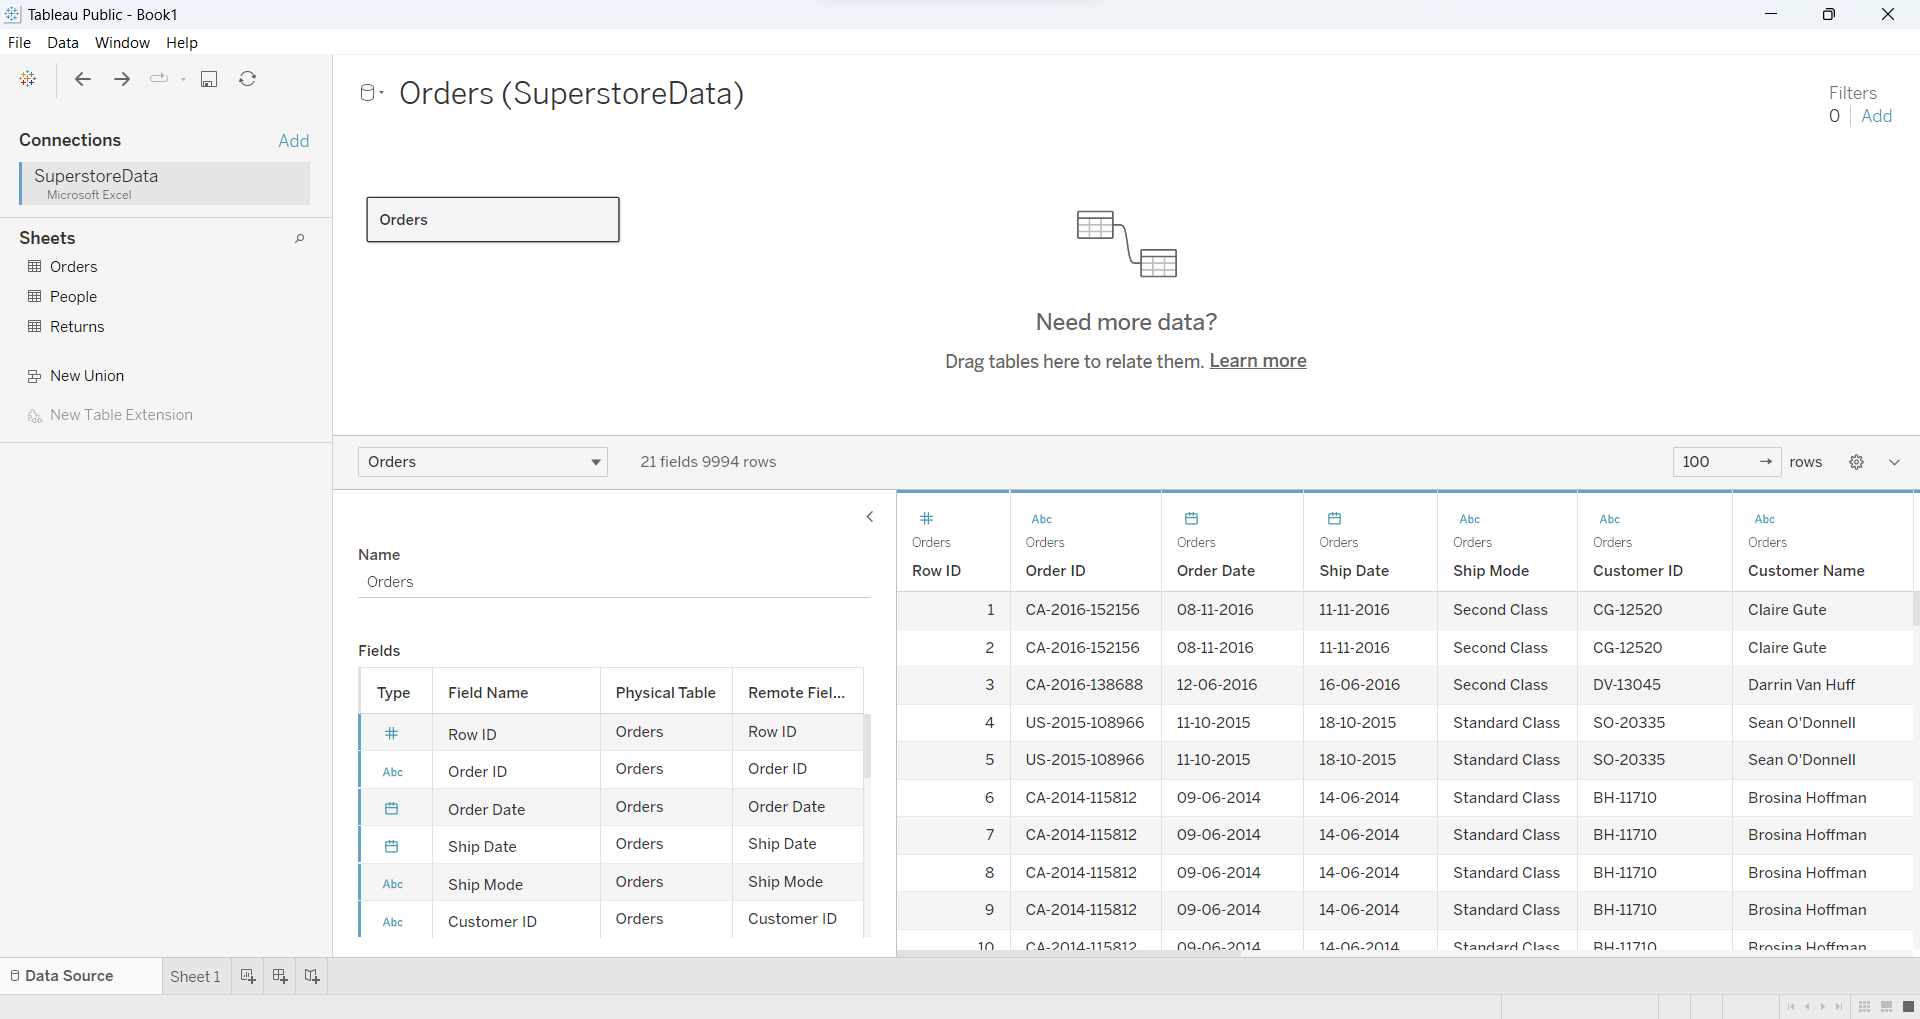 Tableau Public - Book1
File Data Window Help
Connections Add
SuperstoreData
Microsoft Excel
Sheets
Orders
People
Returns
New Union
New Table Extension
Orders (SuperstoreData)
Filters
0 Add
Orders
Need more data?
Drag tables here to relate them. Learn more
Orders 21 fields 9994 rows 100 → rows
Name
Orders
Fields
Type Field Name Physical Table Remote Fiel...
# Row ID Orders Row ID
Abc Order ID Orders Order ID
Order Date Orders Order Date
Ship Date Orders Ship Date
Abc Ship Mode Orders Ship Mode
Abc Customer ID Orders Customer ID
# Abc Abc Abc Abc
Orders Orders Orders Orders Orders Orders Orders
Row ID Order ID Order Date Ship Date Ship Mode Customer ID Customer Name
1 CA-2016-152156 08-11-2016 11-11-2016 Second Class CG-12520 Claire Gute
2 CA-2016-152156 08-11-2016 11-11-2016 Second Class CG-12520 Claire Gute
3 CA-2016-138688 12-06-2016 16-06-2016 Second Class DV-13045 Darrin Van Huff
4 US-2015-108966 11-10-2015 18-10-2015 Standard Class SO-20335 Sean O'Donnell
5 US-2015-108966 11-10-2015 18-10-2015 Standard Class SO-20335 Sean O'Donnell
6 CA-2014-115812 09-06-2014 14-06-2014 Standard Class BH-11710 Brosina Hoffman
7 CA-2014-115812 09-06-2014 14-06-2014 Standard Class BH-11710 Brosina Hoffman
8 CA-2014-115812 09-06-2014 14-06-2014 Standard Class BH-11710 Brosina Hoffman
9 CA-2014-115812 09-06-2014 14-06-2014 Standard Class BH-11710 Brosina Hoffman
10 CA-2014-115812 09-06-2014 14-06-2014 Standard Class BH-11710 Brosina Hoffman
Data Source Sheet 1